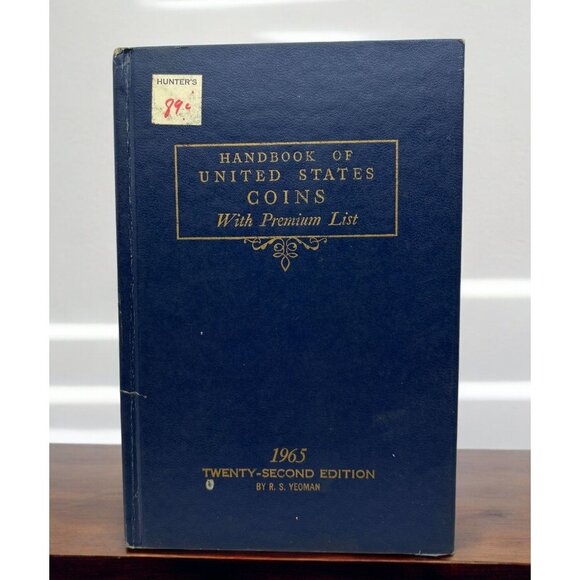 HUNTER'S
89¢
HANDBOOK OF
UNITED STATES
COINS
With Premium List
1965
TWENTY-SECOND EDITION
BY R. S. YEOMAN